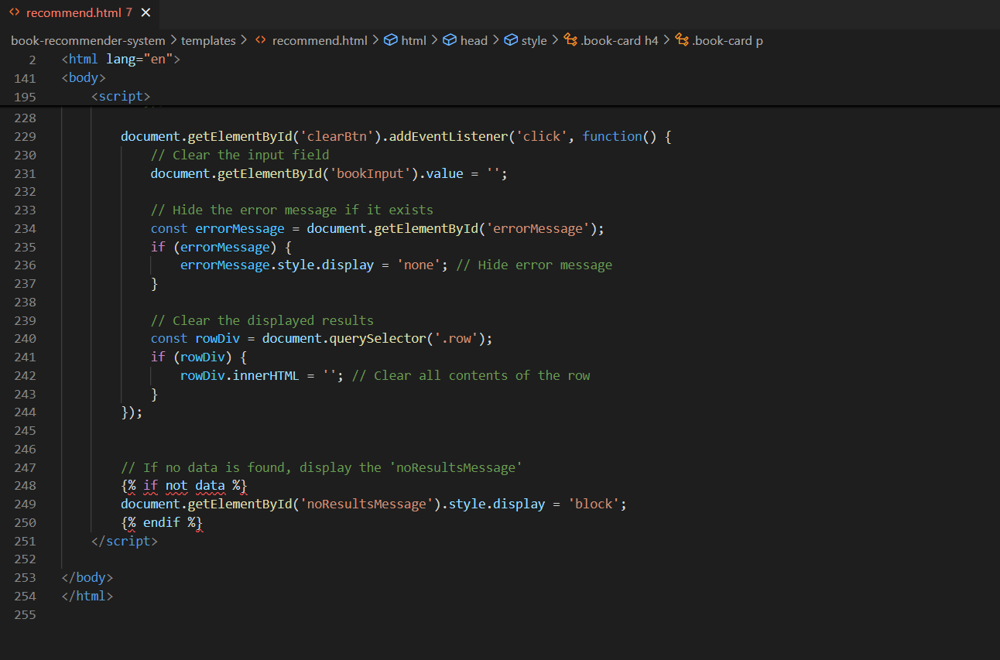 recommend.html 7
book-recommender-system > templates > recommend.html > html > head > style > .book-card h4 > .book-card p
2 <html lang="en">
141 <body>
195 <script>
228
229 document.getElementById('clearBtn').addEventListener('click', function() {
230 // Clear the input field
231 document.getElementById('bookInput').value = '';
232
233 // Hide the error message if it exists
234 const errorMessage = document.getElementById('errorMessage');
235 if (errorMessage) {
236 errorMessage.style.display = 'none'; // Hide error message
237 }
238
239 // Clear the displayed results
240 const rowDiv = document.querySelector('.row');
241 if (rowDiv) {
242 rowDiv.innerHTML = ''; // Clear all contents of the row
243 }
244 });
245
246
247 // If no data is found, display the 'noResultsMessage'
248 {% if not data %}
249 document.getElementById('noResultsMessage').style.display = 'block';
250 {% endif %}
251 </script>
252
253 </body>
254 </html>
255